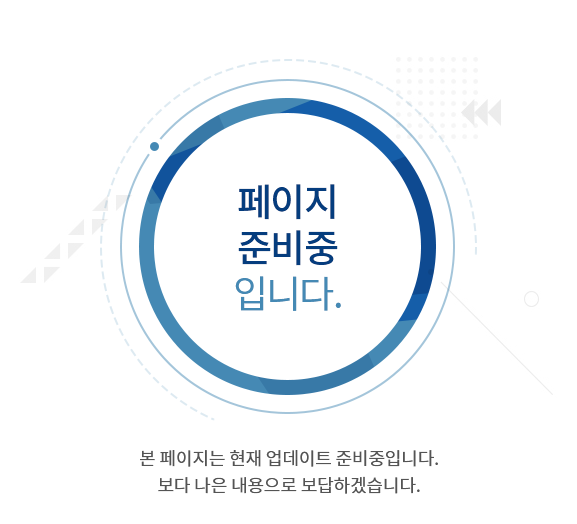 페이지
준비중
입니다.
본 페이지는 현재 업데이트 준비중입니다.
보다 나은 내용으로 보답하겠습니다.